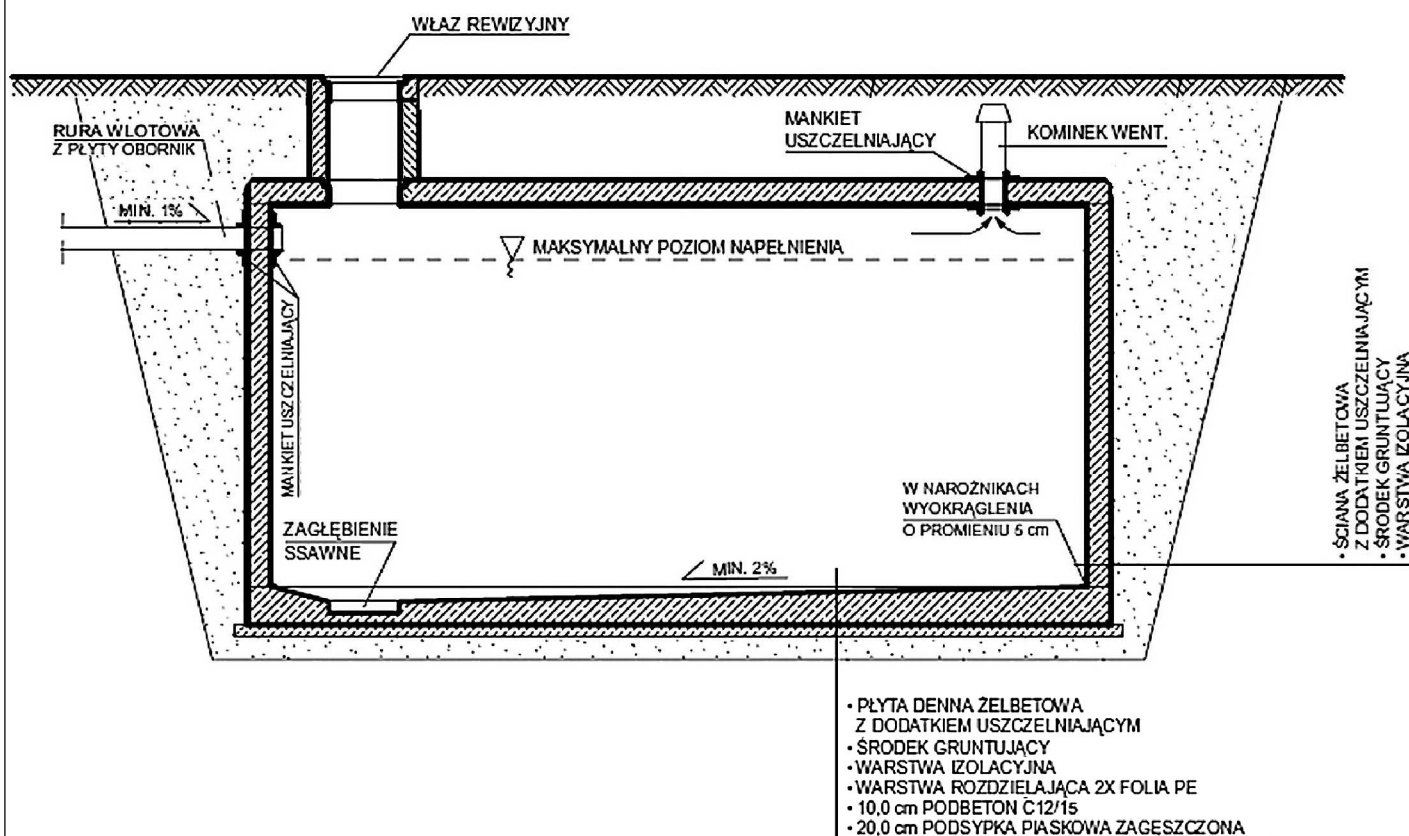 WŁAZ REWIZYJNY
RURA WLOTOWA
Z PŁYTY OBORNIK
MIN. 1%
MANKIET
USZCZELNIAJĄCY
KOMINEK WENT.
MAKSYMALNY POZIOM NAPEŁNIENIA
MANKIET USZCZELNIAJĄCY
ZAGŁĘBIENIE
SSAWNE
MIN. 2%
W NAROŻNIKACH
WYOKRĄGLENIA
O PROMIENIU 5 cm
• ŚCIANA ŻELBETOWA
Z DODATKIEM USZCZELNIAJĄCYM
• ŚRODEK GRUNTUJĄCY
• WARSTWA IZOLACYJNA
• PŁYTA DENNA ŻELBETOWA
Z DODATKIEM USZCZELNIAJĄCYM
• ŚRODEK GRUNTUJĄCY
• WARSTWA IZOLACYJNA
• WARSTWA ROZDZIELAJĄCA 2X FOLIA PE
• 10,0 cm PODBETON C12/15
• 20,0 cm PODSYPKA PIASKOWA ZAGĘSZCZONA